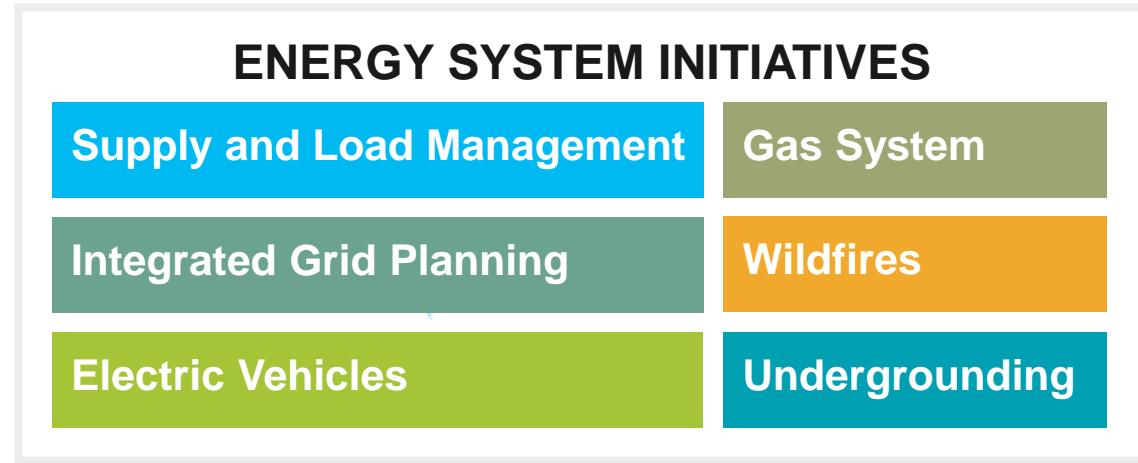 ENERGY SYSTEM INITIATIVES
Supply and Load Management
Gas System
Integrated Grid Planning
Wildfires
Electric Vehicles
Undergrounding